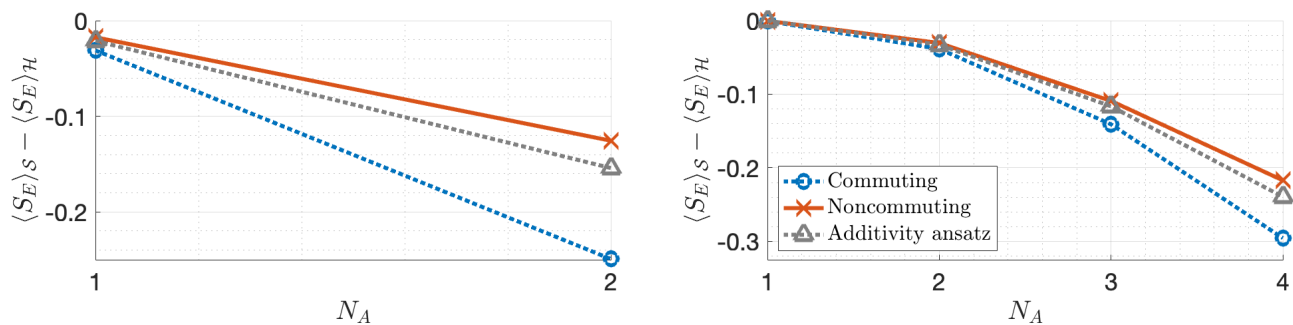 0
-0.1
-0.2
⟨S_E⟩_𝒮 − ⟨S_E⟩_ℋ
1
2
N_A
0
-0.1
-0.2
-0.3
⟨S_E⟩_𝒮 − ⟨S_E⟩_ℋ
Commuting
Noncommuting
Additivity ansatz
1
2
3
4
N_A